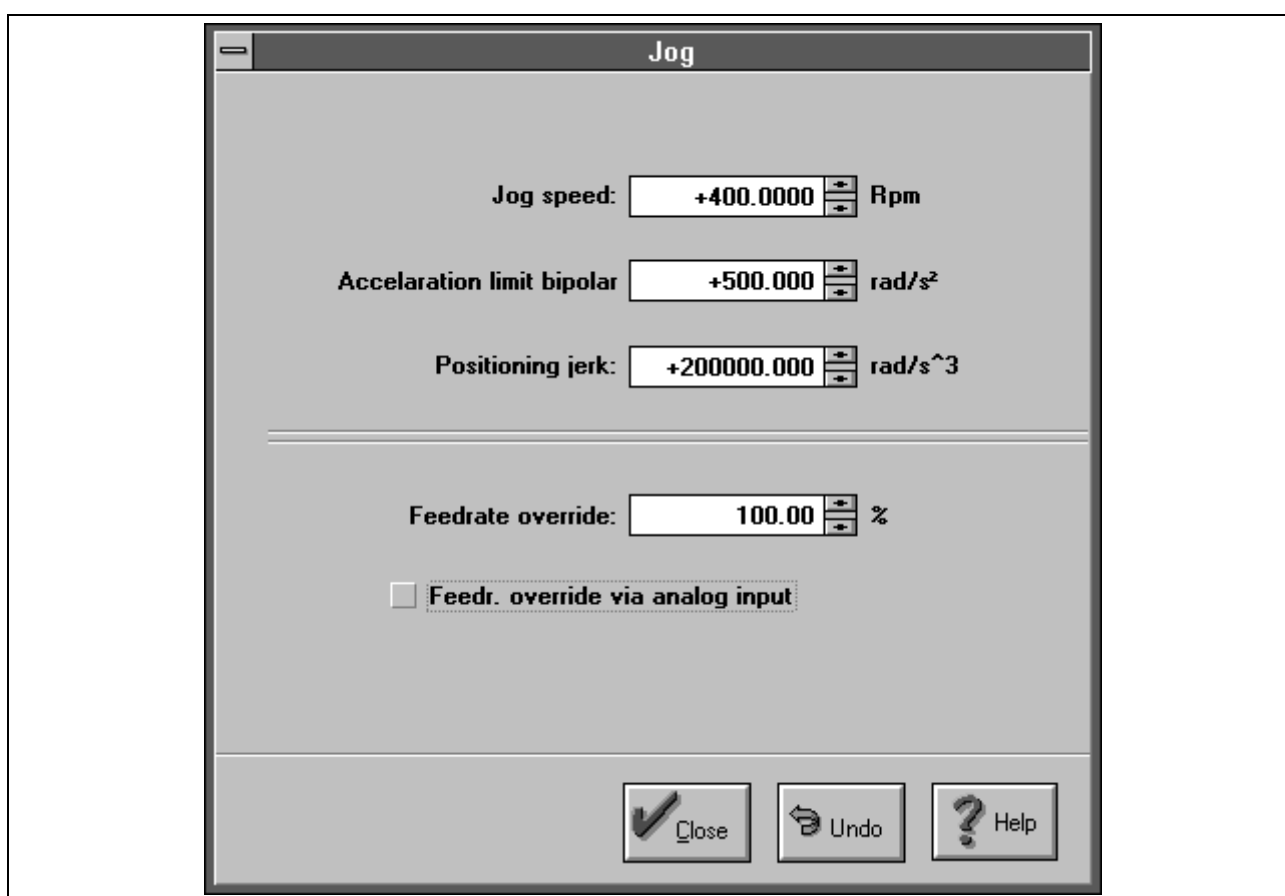 Jog
Jog speed: +400.0000 Rpm
Accelaration limit bipolar +500.000 rad/s²
Positioning jerk: +200000.000 rad/s^3
Feedrate override: 100.00 %
Feedr. override via analog input
Close Undo Help